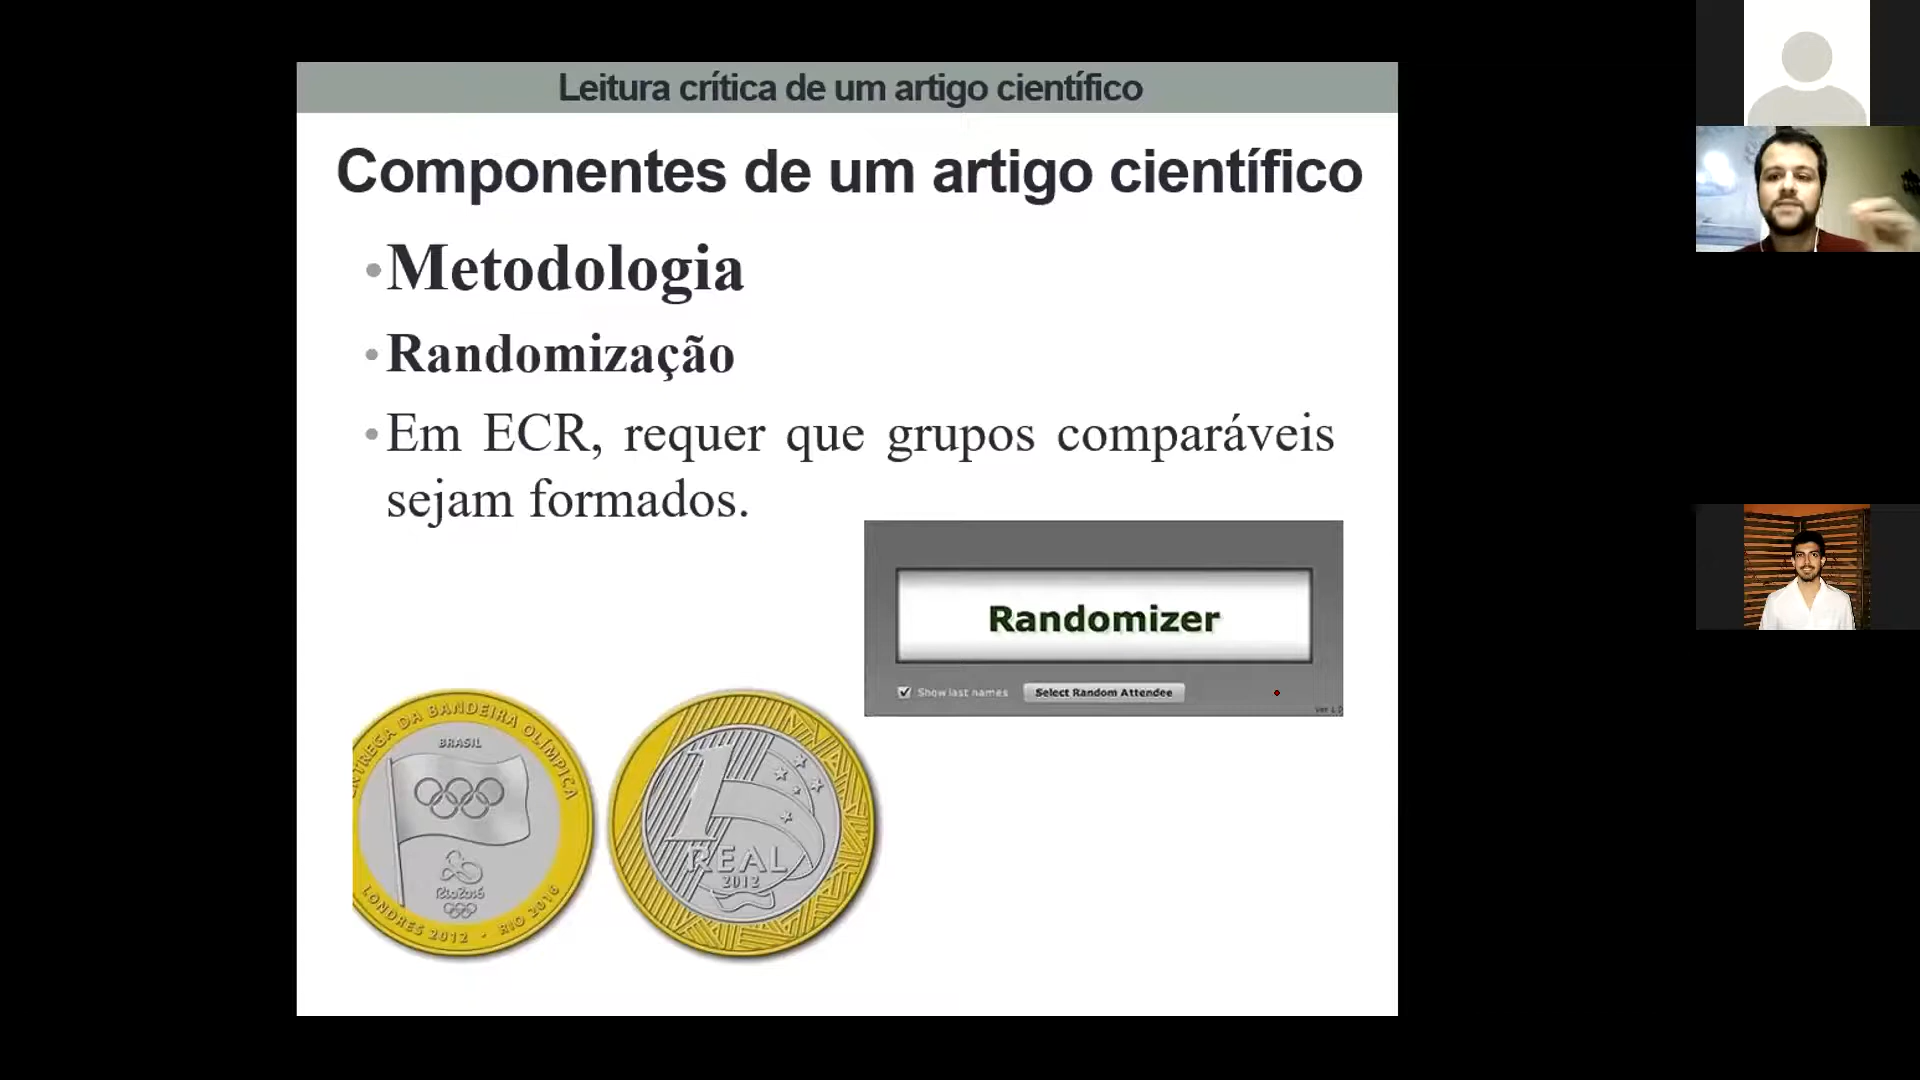 Leitura crítica de um artigo científico
Componentes de um artigo científico
•Metodologia
•Randomização
•Em ECR, requer que grupos comparáveis
sejam formados.
Randomizer
Show last names
Select Random Attendee
ENTREGA DA BANDEIRA OLÍMPICA
BRASIL
Rio2016
LONDRES 2012 - RIO 2016
1
REAL
2012